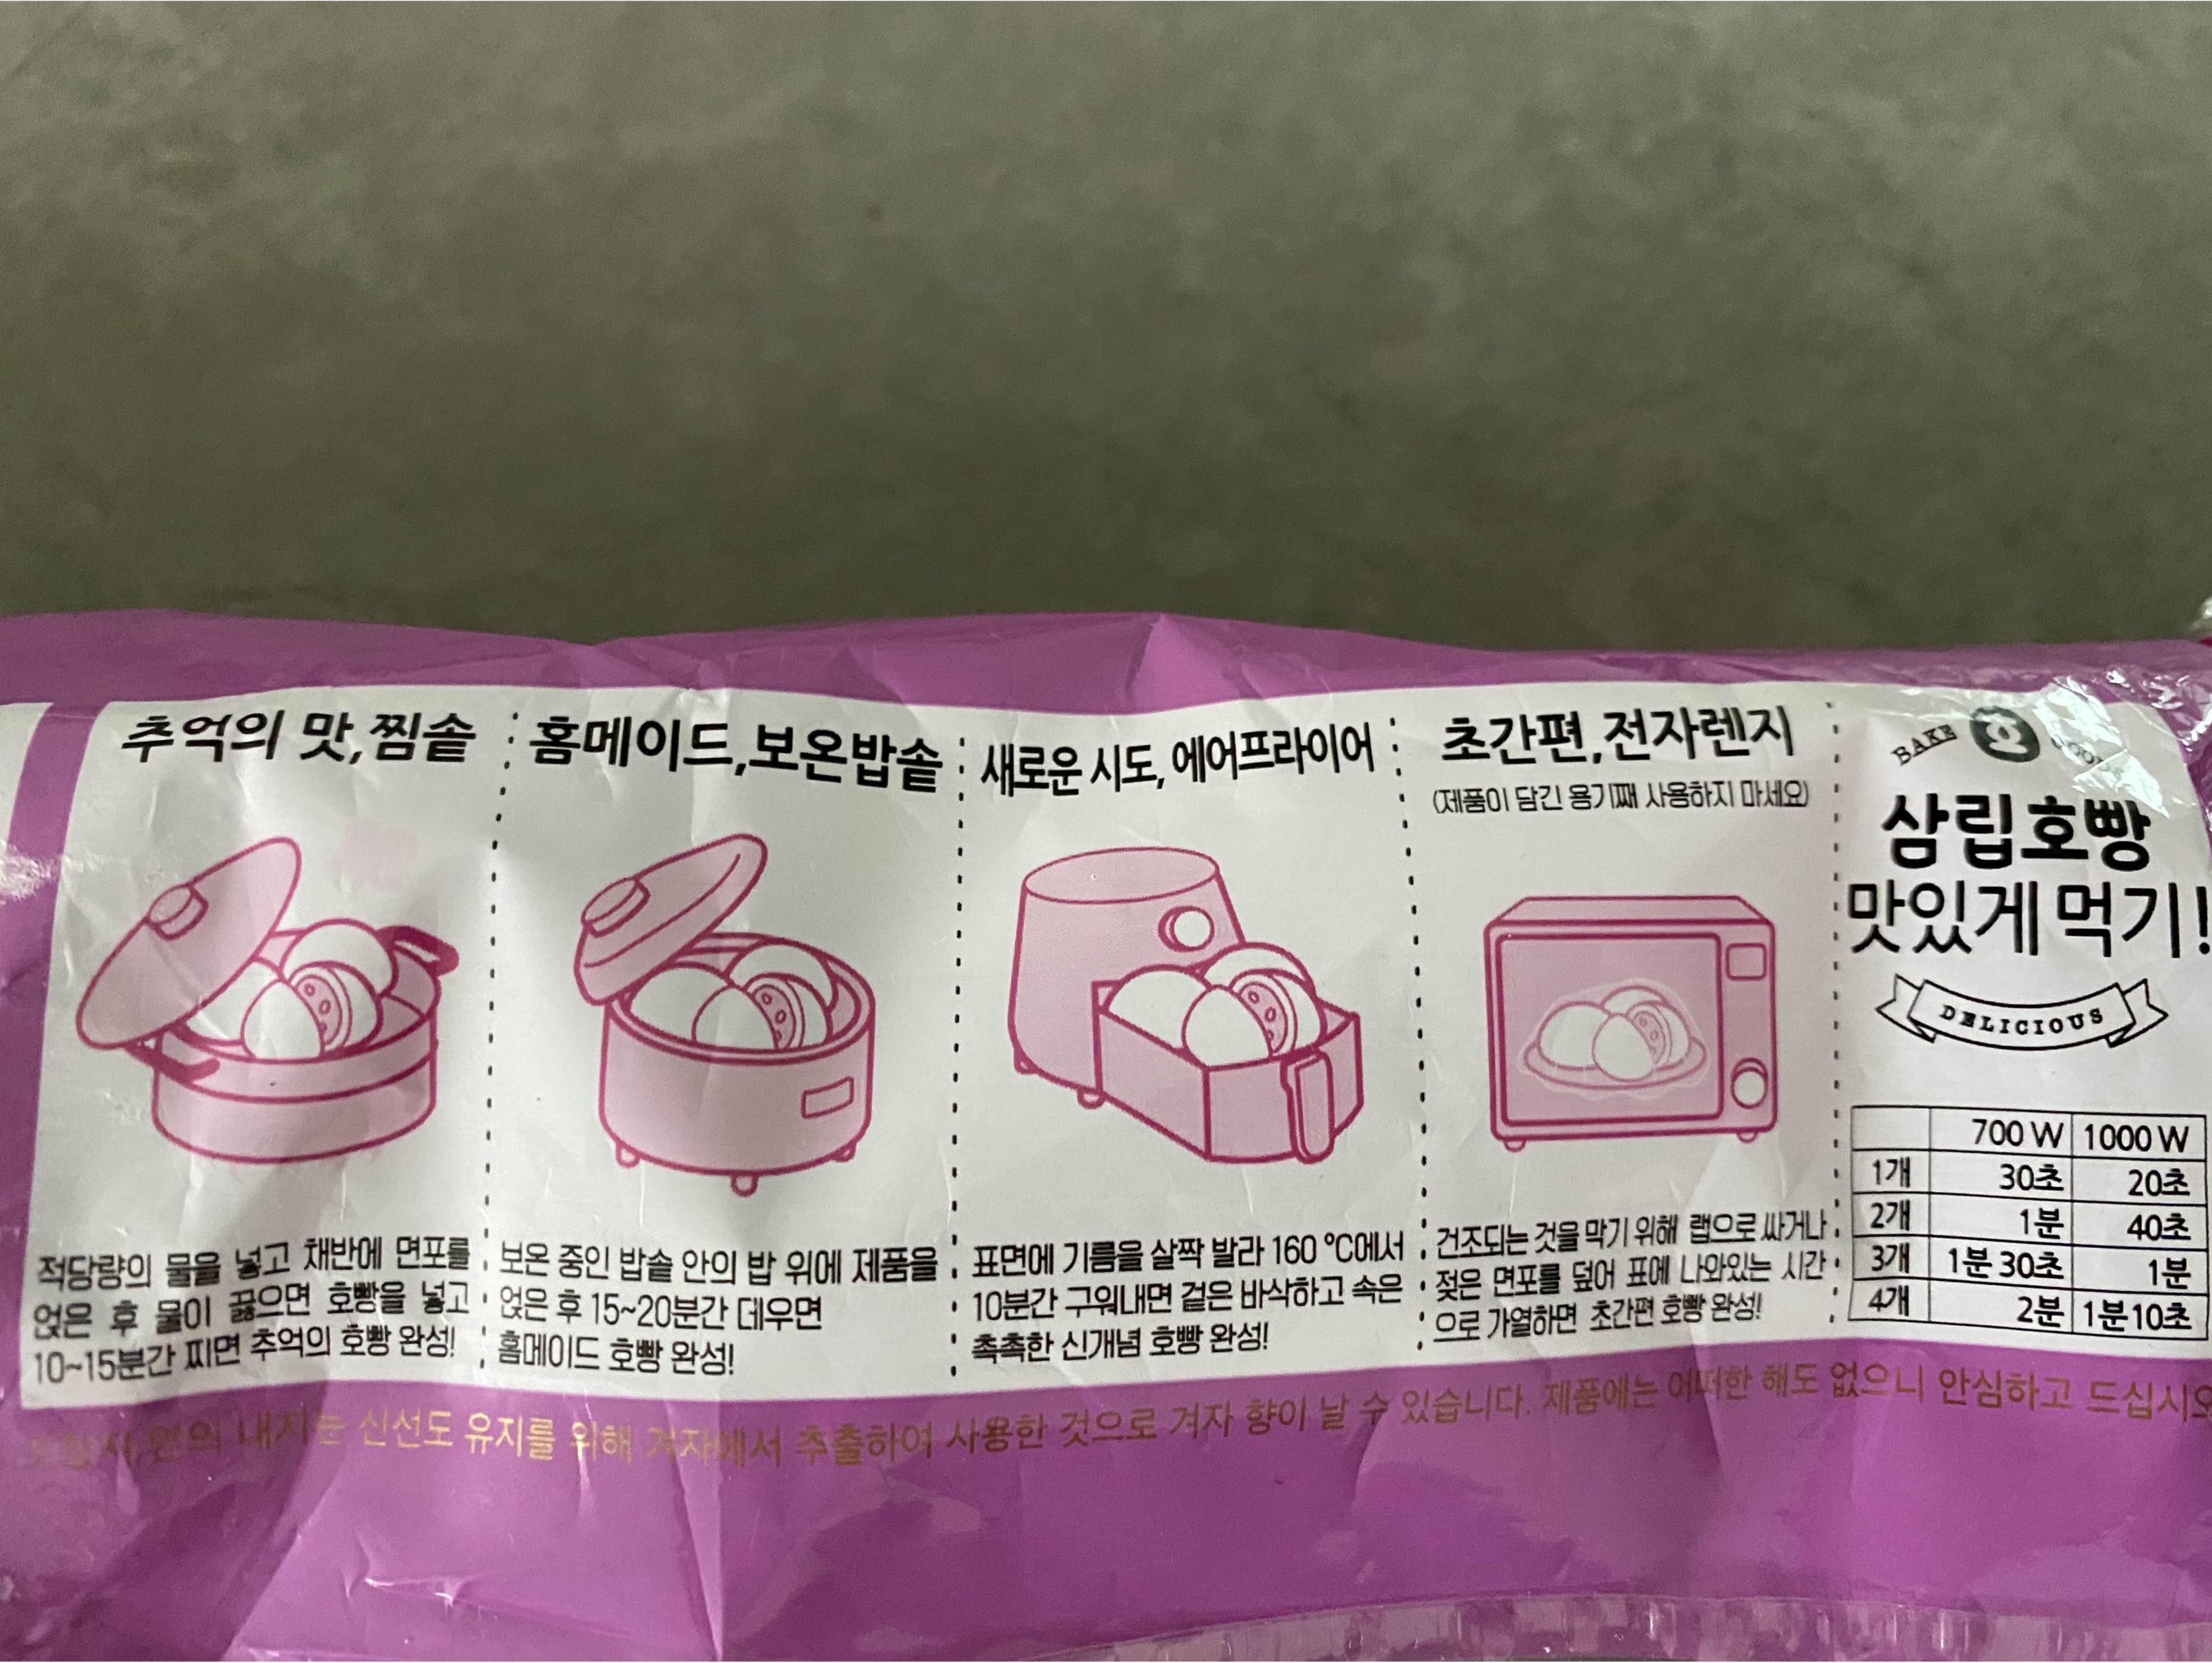 추억의 맛,찜솥
적당량의 물을 넣고 채반에 면포를
얹은 후 물이 끓으면 호빵을 넣고
10~15분간 찌면 추억의 호빵 완성!
홈메이드,보온밥솥
보온 중인 밥솥 안의 밥 위에 제품을
얹은 후 15~20분간 데우면
홈메이드 호빵 완성!
새로운 시도, 에어프라이어
표면에 기름을 살짝 발라 160 ℃에서
10분간 구워내면 겉은 바삭하고 속은
촉촉한 신개념 호빵 완성!
초간편,전자렌지
(제품이 담긴 용기째 사용하지 마세요)
건조되는 것을 막기 위해 랩으로 싸거나
젖은 면포를 덮어 표에 나와있는 시간
으로 가열하면 초간편 호빵 완성!
BAKE
삼립호빵
맛있게 먹기!
DELICIOUS
700 W 1000 W
1개 30초 20초
2개 1분 40초
3개 1분 30초 1분
4개 2분 1분10초
내지는 신선도 유지를 위해 겨자에서 추출하여 사용한 것으로 겨자 향이 날 수 있습니다. 제품에는 어떠한 해도 없으니 안심하고 드십시오